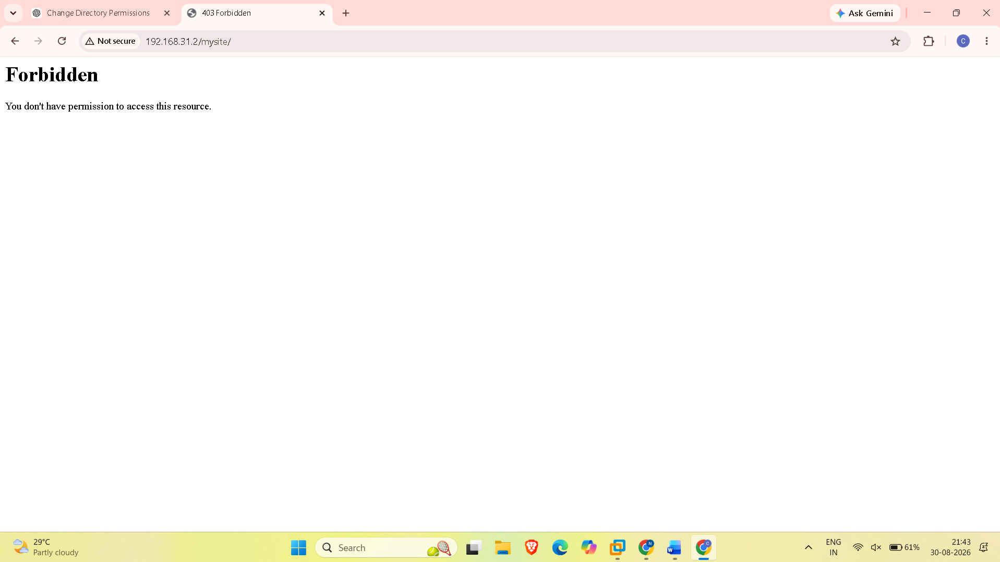 Change Directory Permissions
403 Forbidden
Ask Gemini
Not secure
192.168.31.2/mysite/
C
Forbidden
You don't have permission to access this resource.
29°C
Partly cloudy
Search
N
W
C
ENG
IN
61%
21:43
30-08-2026